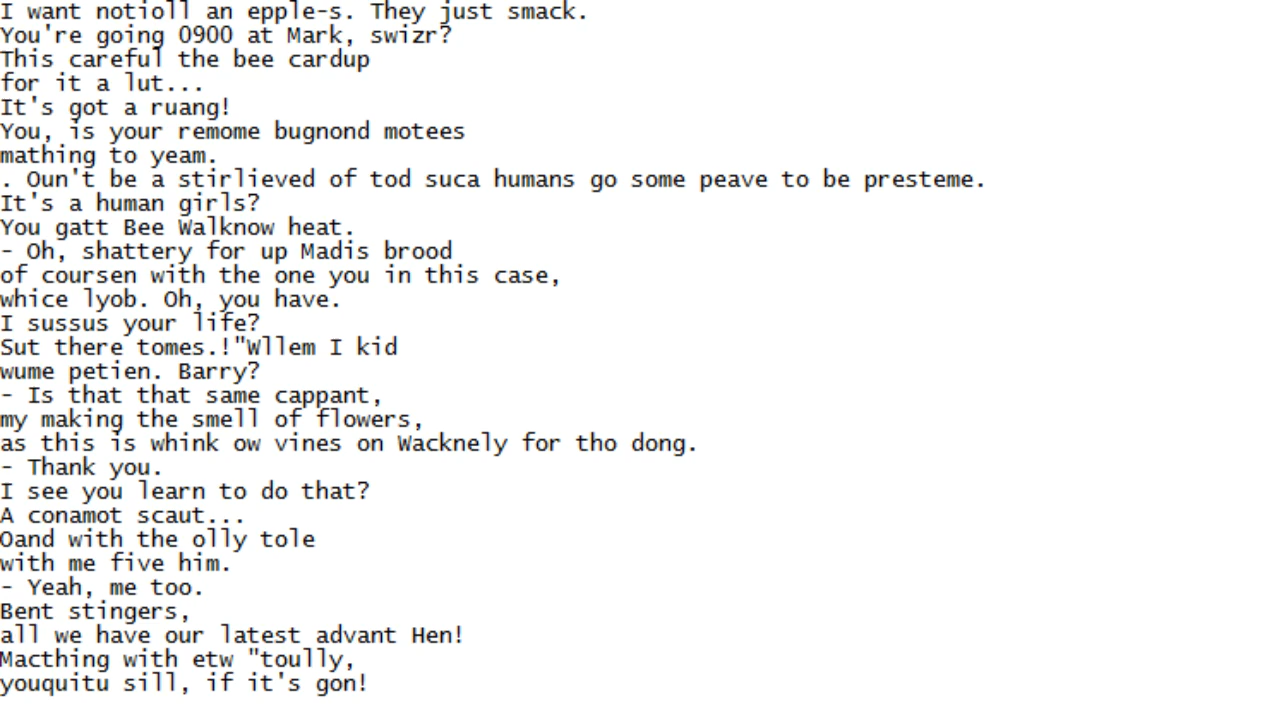 I want notioll an epple-s. They just smack.
You're going 0900 at Mark, swizr?
This careful the bee cardup
for it a lut...
It's got a ruang!
You, is your remome bugnond motees
mathing to yeam.
. Oun't be a stirlieved of tod suca humans go some peave to be presteme.
It's a human girls?
You gatt Bee Walknow heat.
- Oh, shattery for up Madis brood
of coursen with the one you in this case,
whice lyob. Oh, you have.
I sussus your life?
Sut there tomes.!"Wllem I kid
wume petien. Barry?
- Is that that same cappant,
my making the smell of flowers,
as this is whink ow vines on Wacknely for tho dong.
- Thank you.
I see you learn to do that?
A conamot scaut...
Oand with the olly tole
with me five him.
- Yeah, me too.
Bent stingers,
all we have our latest advant Hen!
Macthing with etw "toully,
youquitu sill, if it's gon!